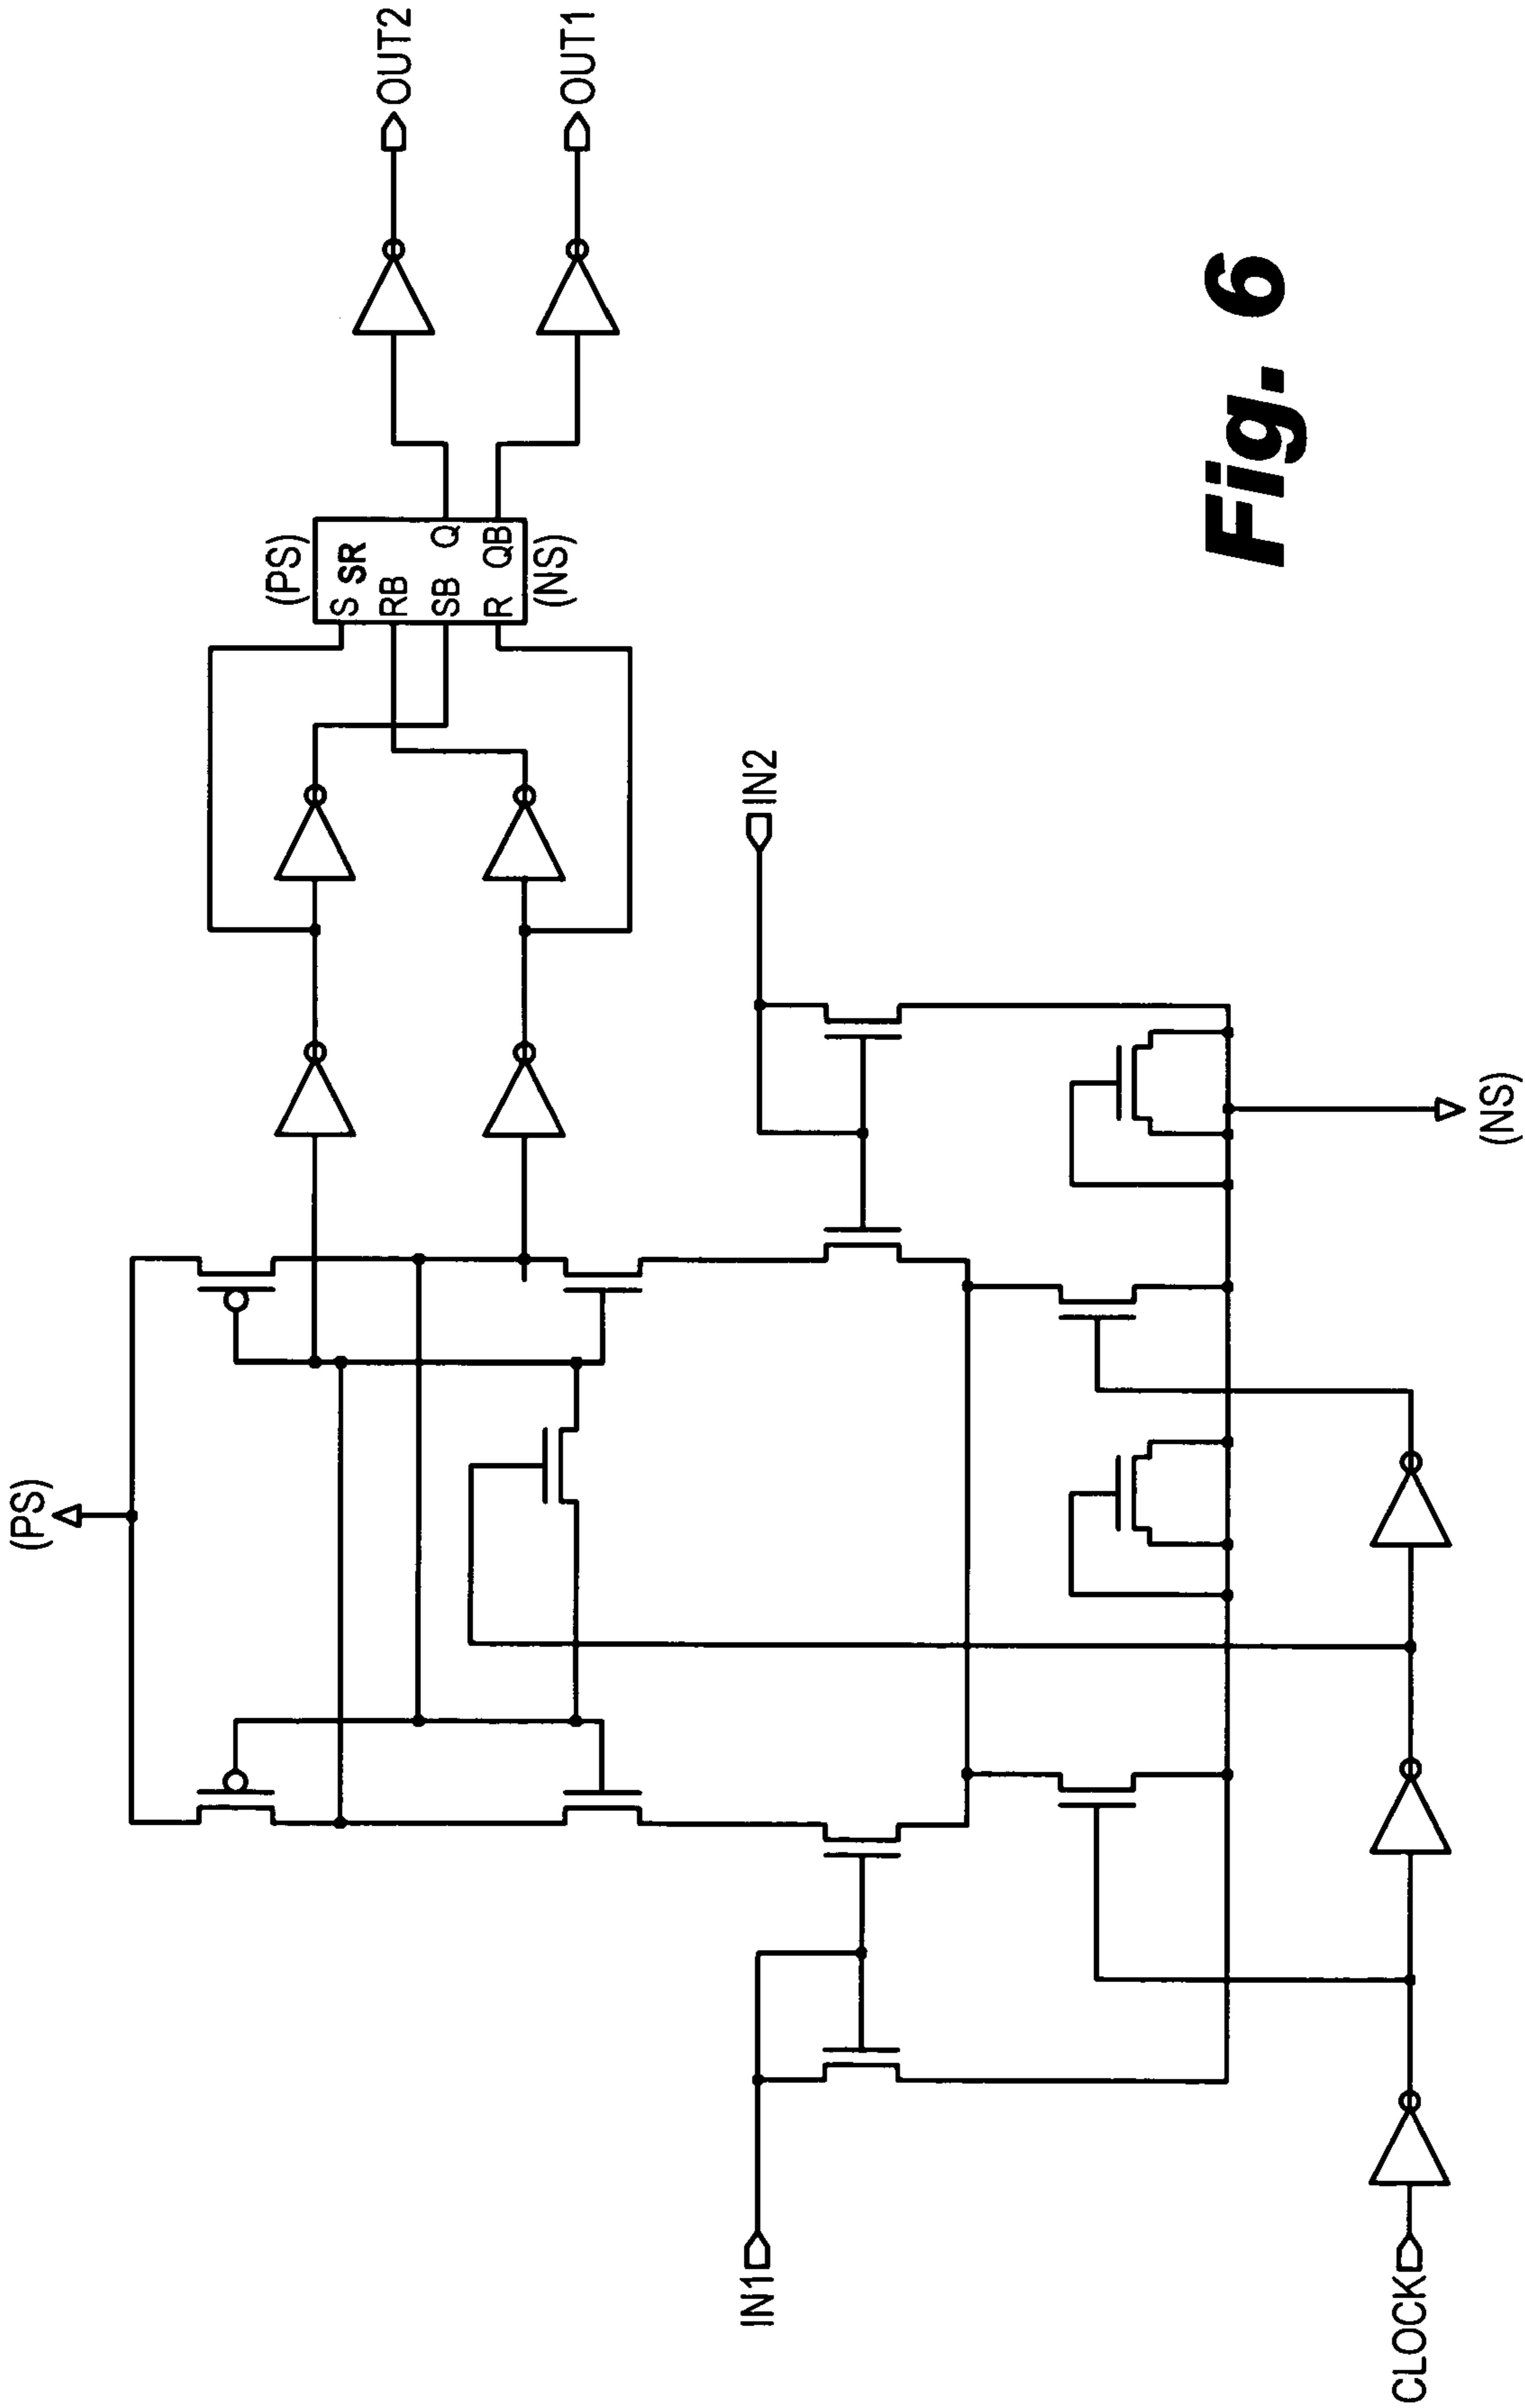 (PS)
IN1
CLOCK
IN2
(NS)
(PS)
S SR
RB
SB Q
R QB
(NS)
OUT2
OUT1
Fig. 6